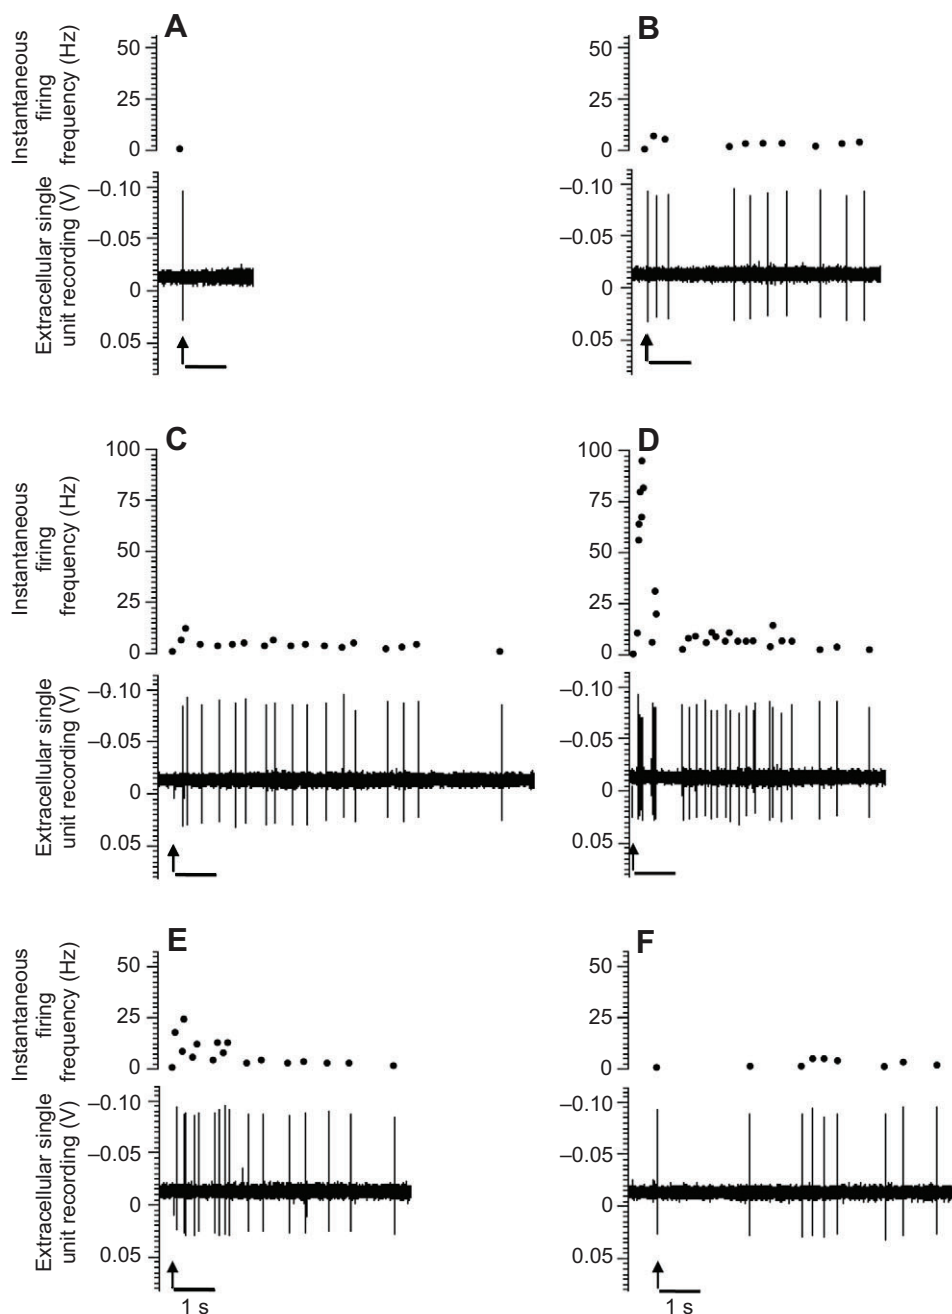 A
B
Instantaneous
firing
frequency (Hz)
50
25
0
50
25
0
Extracellular single
unit recording (V)
–0.10
–0.05
0
0.05
–0.10
–0.05
0
0.05
C
D
Instantaneous
firing
frequency (Hz)
100
75
50
25
0
100
75
50
25
0
Extracellular single
unit recording (V)
–0.10
–0.05
0
0.05
–0.10
–0.05
0
0.05
E
F
Instantaneous
firing
frequency (Hz)
50
25
0
50
25
0
Extracellular single
unit recording (V)
–0.10
–0.05
0
0.05
–0.10
–0.05
0
0.05
1 s
1 s